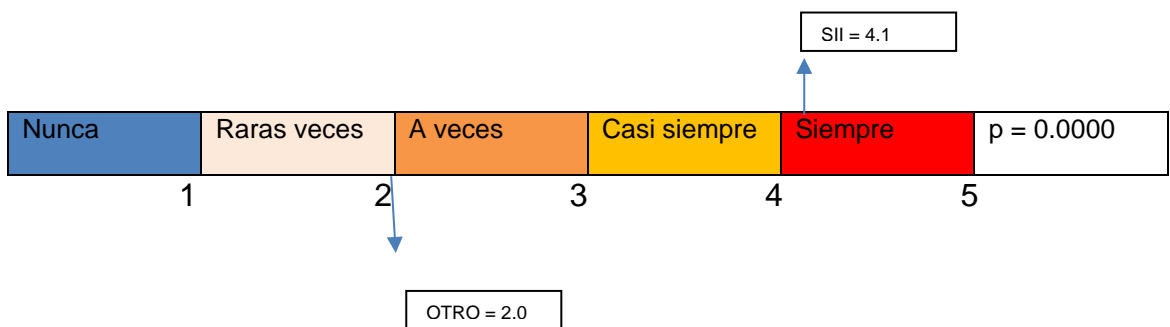 SII = 4.1
Nunca Raras veces A veces Casi siempre Siempre p = 0.0000
1 2 3 4 5
OTRO = 2.0